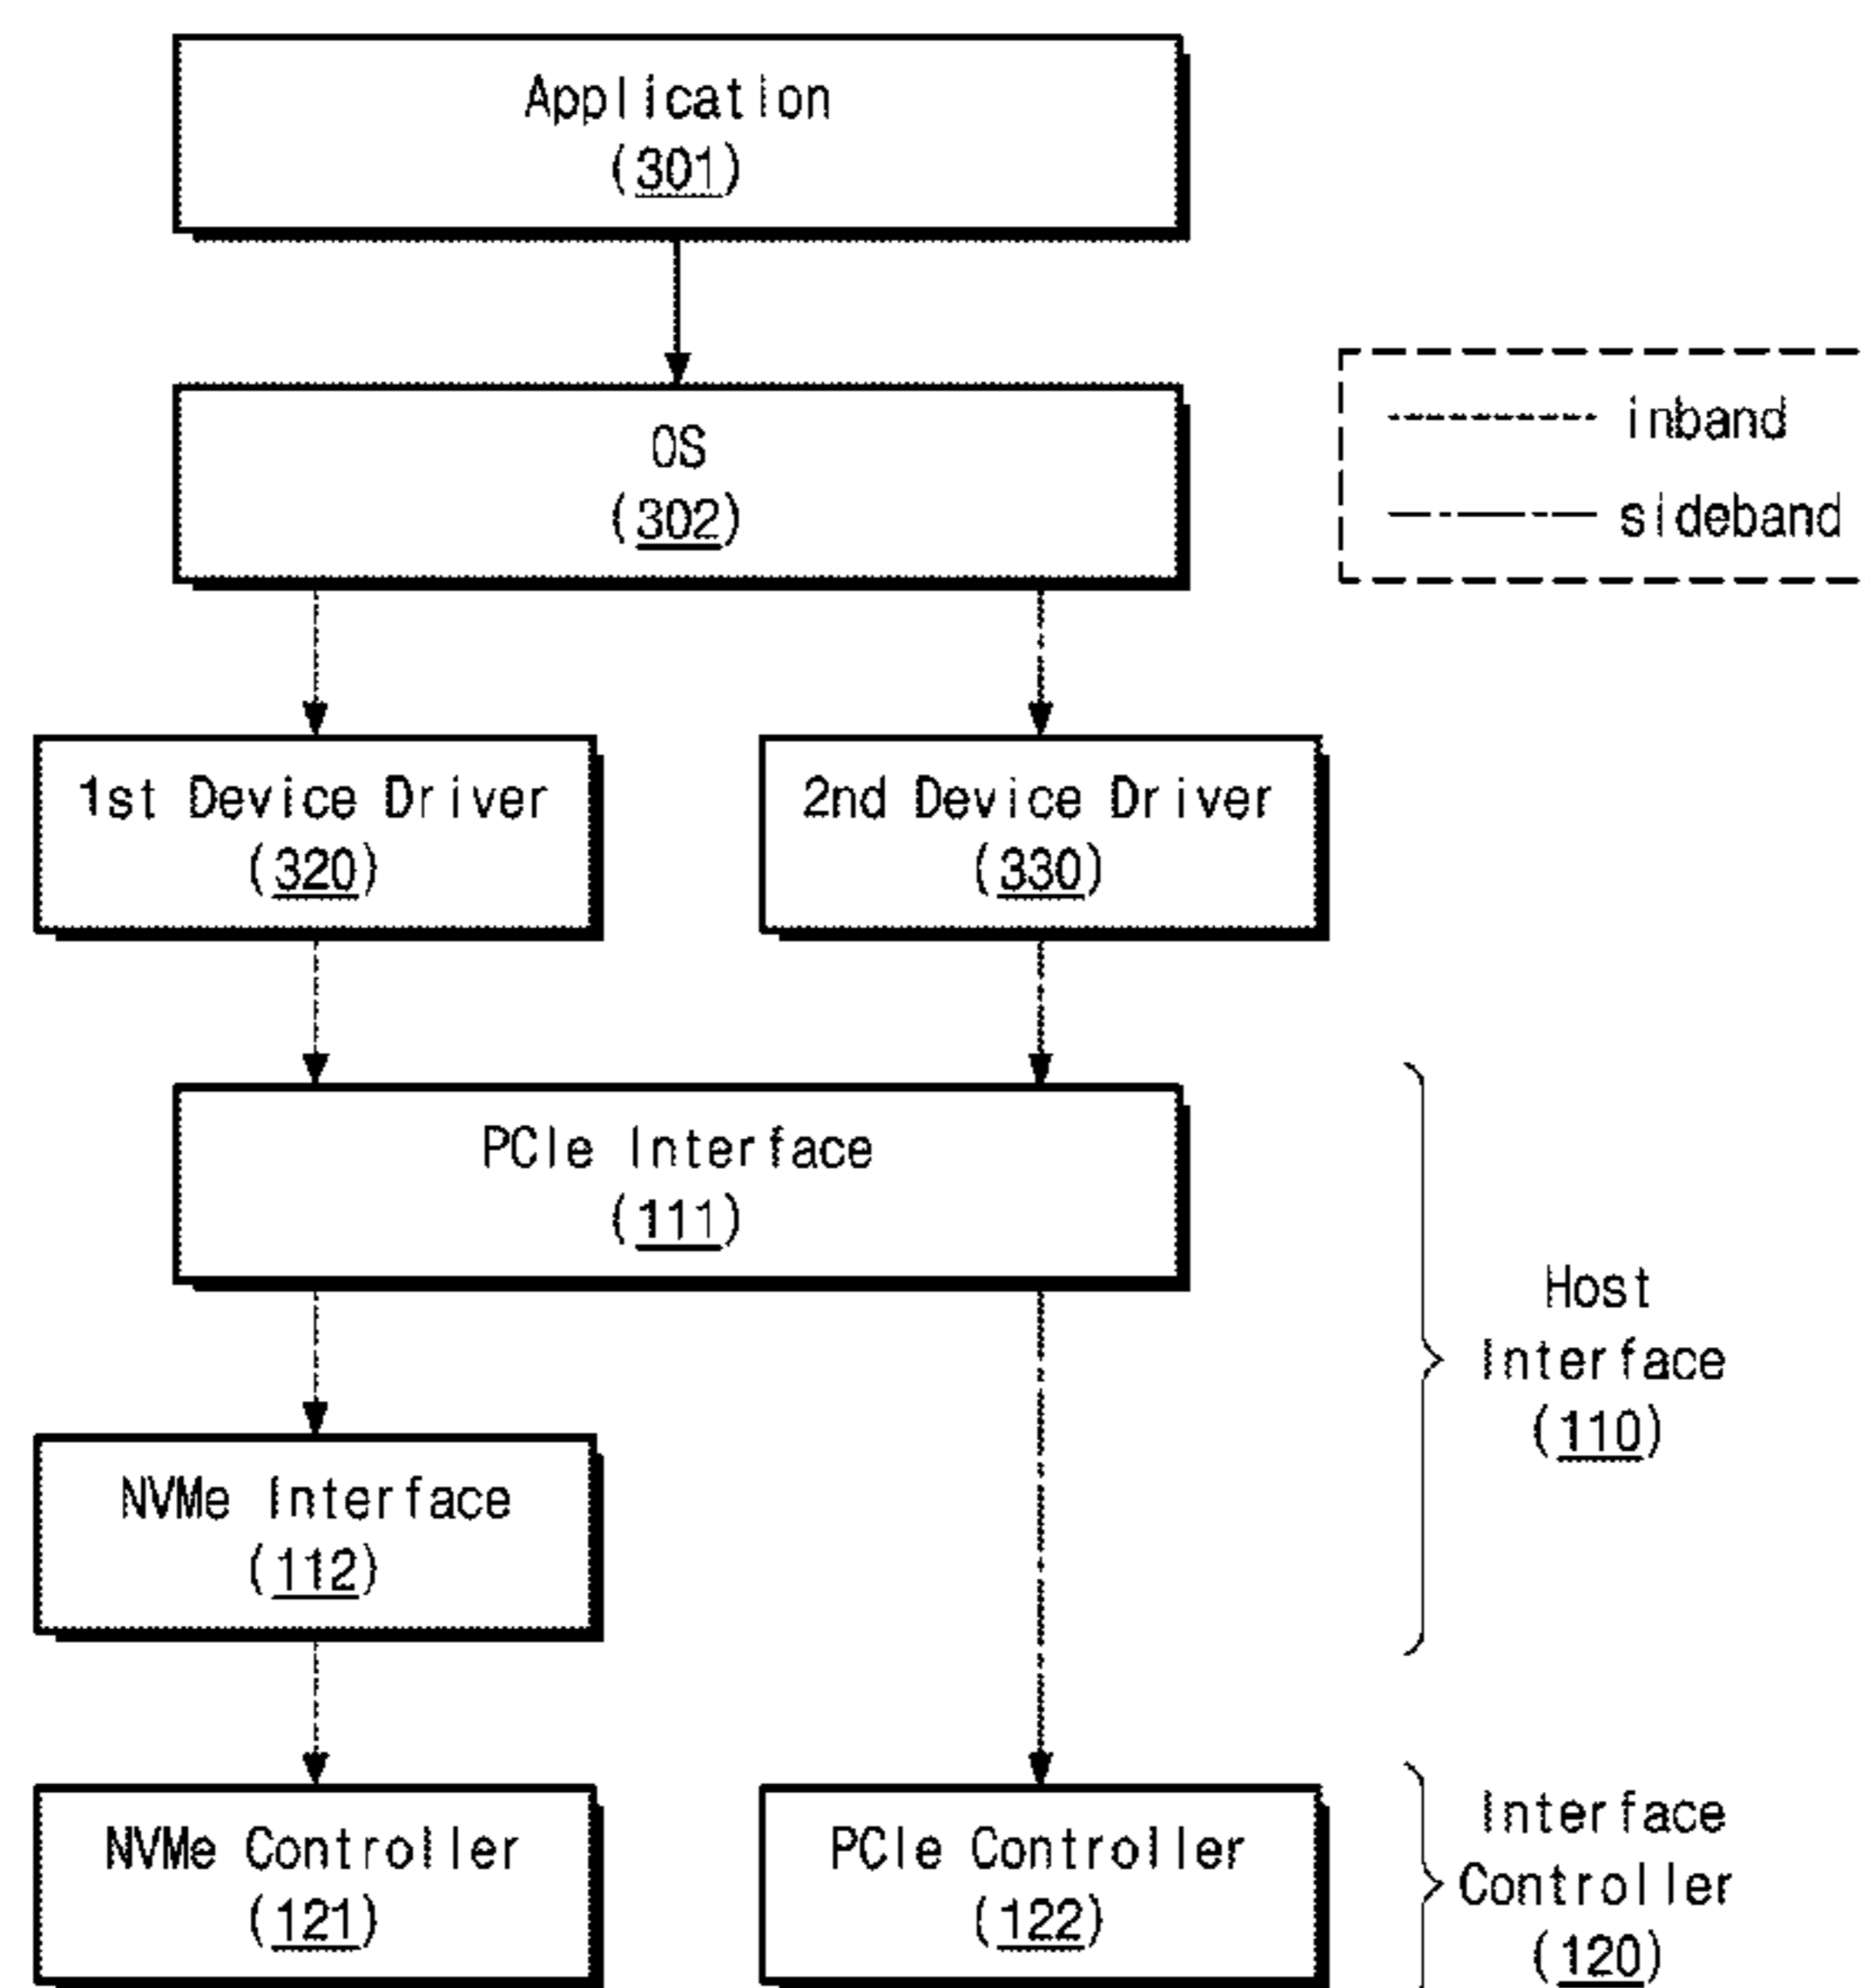 Application
(301)
OS
(302)
inband
sideband
1st Device Driver
(320)
2nd Device Driver
(330)
PCIe Interface
(111)
Host
Interface
(110)
NVMe Interface
(112)
NVMe Controller
(121)
PCIe Controller
(122)
Interface
Controller
(120)